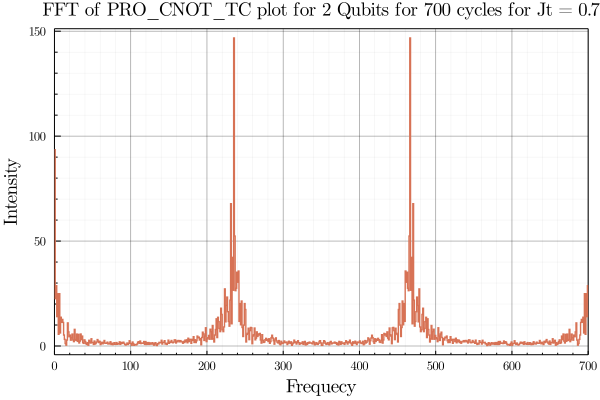 FFT of PRO_CNOT_TC plot for 2 Qubits for 700 cycles for Jt = 0.7
150
100
50
0
Intensity
0 100 200 300 400 500 600 700
Frequecy